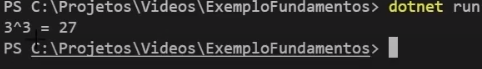 PS C:\Projetos\Videos\ExemploFundamentos> dotnet run
3^3 = 27
PS C:\Projetos\Videos\ExemploFundamentos>